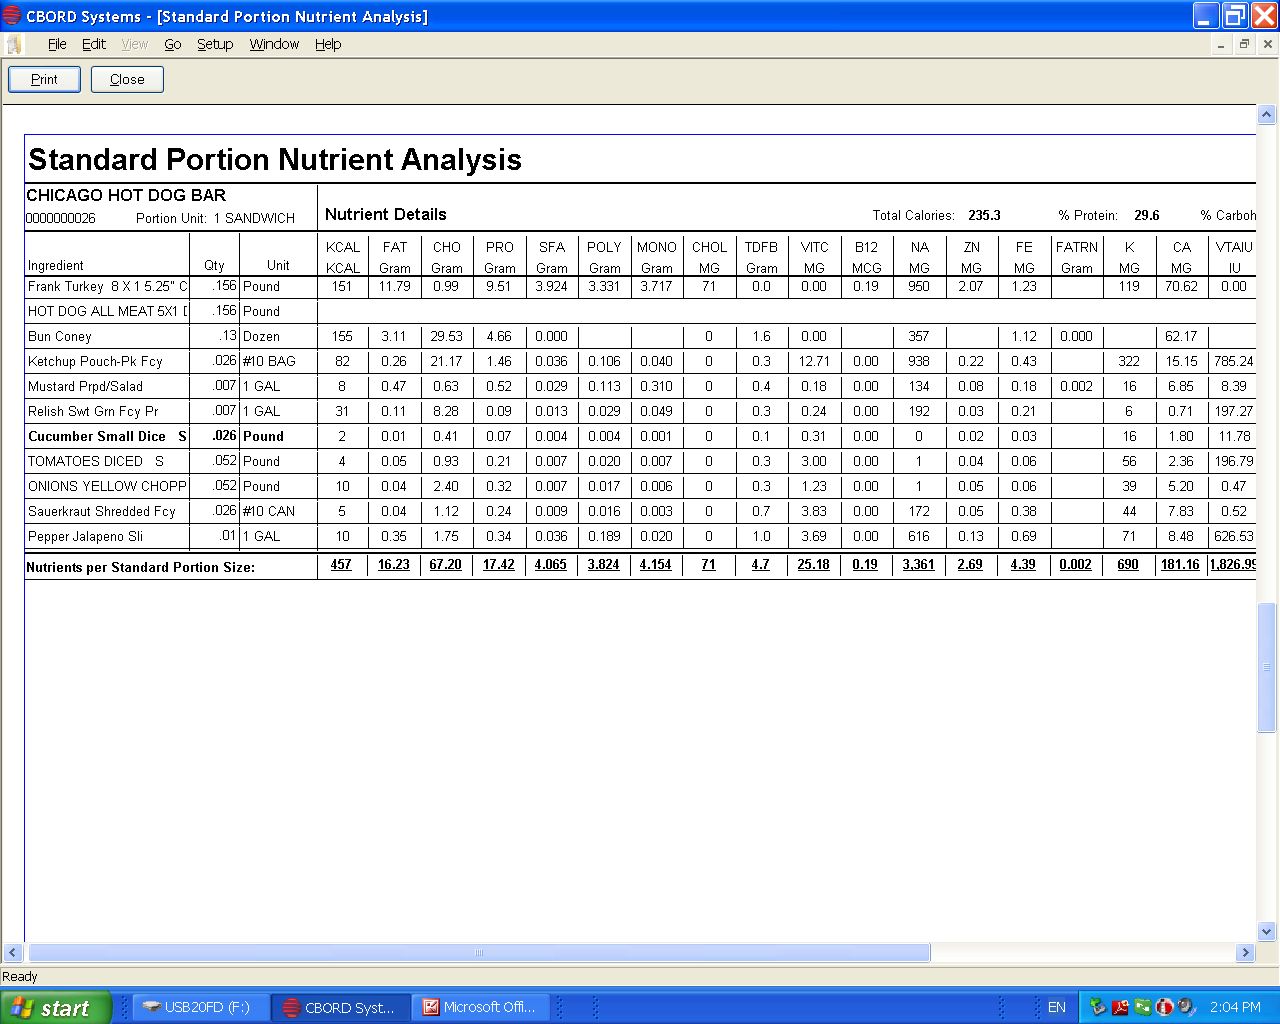 CBORD Systems - [Standard Portion Nutrient Analysis]
File Edit View Go Setup Window Help
Print Close
Standard Portion Nutrient Analysis
CHICAGO HOT DOG BAR
0000000026 Portion Unit: 1 SANDWICH Nutrient Details Total Calories: 235.3 % Protein: 29.6 % Carboh
KCAL FAT CHO PRO SFA POLY MONO CHOL TDFB VITC B12 NA ZN FE FATRN K CA VTAIU
Ingredient Qty Unit KCAL Gram Gram Gram Gram Gram Gram MG Gram MG MCG MG MG MG Gram MG MG IU
Frank Turkey 8 X 1 5.25" C .156 Pound 151 11.79 0.99 9.51 3.924 3.331 3.717 71 0.0 0.00 0.19 950 2.07 1.23 119 70.62 0.00
HOT DOG ALL MEAT 5X1 .156 Pound
Bun Coney .13 Dozen 155 3.11 29.53 4.66 0.000 0 1.6 0.00 357 1.12 0.000 62.17
Ketchup Pouch-Pk Fcy .026 #10 BAG 82 0.26 21.17 1.46 0.036 0.106 0.040 0 0.3 12.71 0.00 938 0.22 0.43 322 15.15 785.24
Mustard Prpd/Salad .007 1 GAL 8 0.47 0.63 0.52 0.029 0.113 0.310 0 0.4 0.18 0.00 134 0.08 0.18 0.002 16 6.85 8.39
Relish Swt Grn Fcy Pr .007 1 GAL 31 0.11 8.28 0.09 0.013 0.029 0.049 0 0.3 0.24 0.00 192 0.03 0.21 6 0.71 197.27
Cucumber Small Dice S .026 Pound 2 0.01 0.41 0.07 0.004 0.004 0.001 0 0.1 0.31 0.00 0 0.02 0.03 16 1.80 11.78
TOMATOES DICED S .052 Pound 4 0.05 0.93 0.21 0.007 0.020 0.007 0 0.3 3.00 0.00 1 0.04 0.06 56 2.36 196.79
ONIONS YELLOW CHOPP .052 Pound 10 0.04 2.40 0.32 0.007 0.017 0.006 0 0.3 1.23 0.00 1 0.05 0.06 39 5.20 0.47
Sauerkraut Shredded Fcy .026 #10 CAN 5 0.04 1.12 0.24 0.009 0.016 0.003 0 0.7 3.83 0.00 172 0.05 0.38 44 7.83 0.52
Pepper Jalapeno Sli .01 1 GAL 10 0.35 1.75 0.34 0.036 0.189 0.020 0 1.0 3.69 0.00 616 0.13 0.69 71 8.48 626.53
Nutrients per Standard Portion Size: 457 16.23 67.20 17.42 4.065 3.824 4.154 71 4.7 25.18 0.19 3,361 2.69 4.39 0.002 690 181.16 1,826.99
Ready
start USB20FD (F:) CBORD Syst... Microsoft Offi... EN 2:04 PM